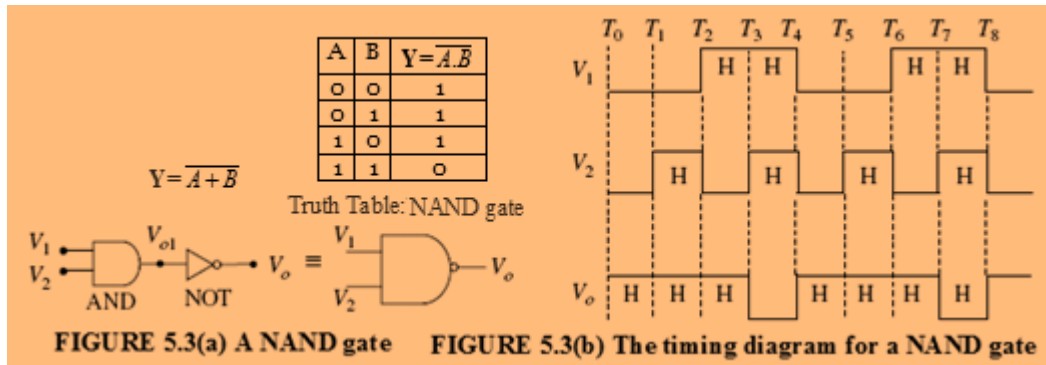 A B Y=\overline{A.B}
0 0 1
0 1 1
1 0 1
1 1 0
Truth Table: NAND gate
Y=\overline{A+B}
V₁ V₂ AND Vₒ₁ NOT Vₒ ≡ V₁ V₂ Vₒ
FIGURE 5.3(a) A NAND gate
T₀ T₁ T₂ T₃ T₄ T₅ T₆ T₇ T₈
V₁ H H H H
V₂ H H H H
Vₒ H H H H H H H
FIGURE 5.3(b) The timing diagram for a NAND gate